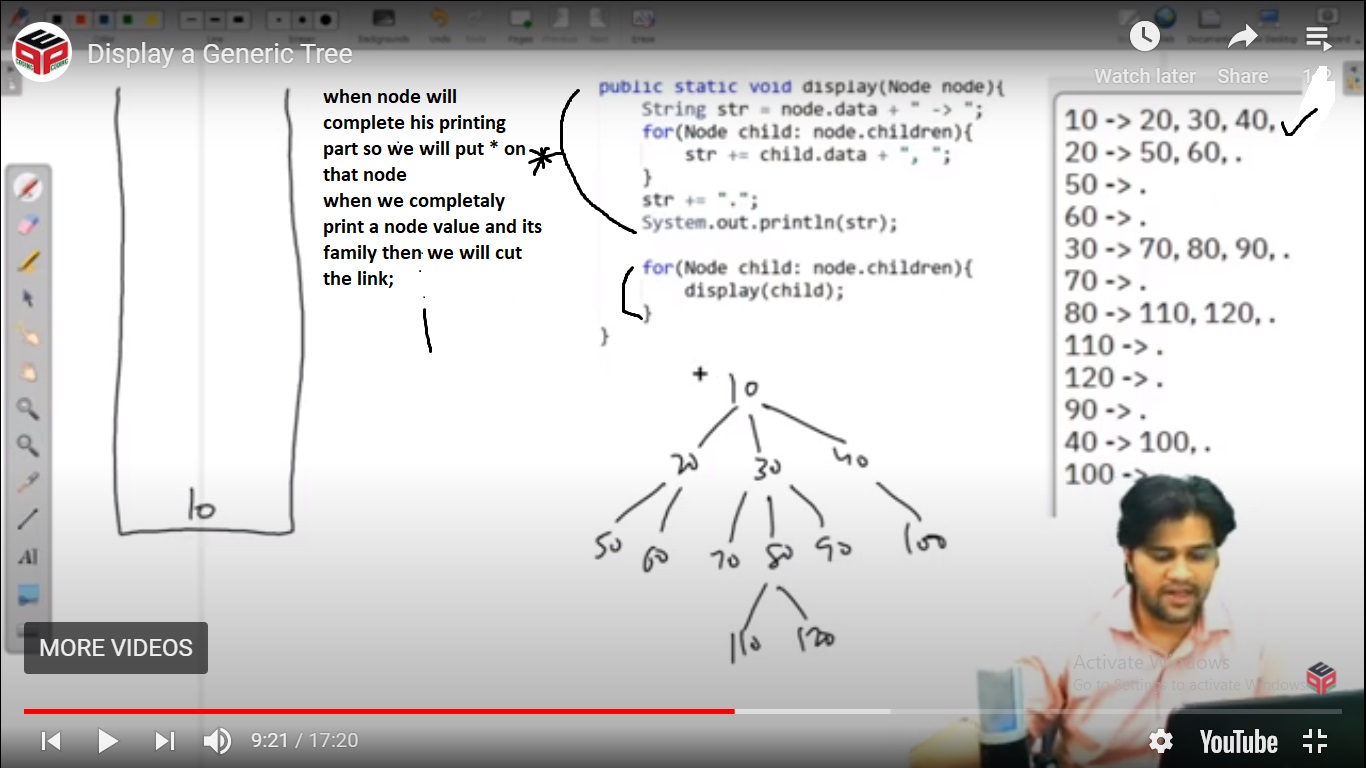 Display a Generic Tree
Watch later
Share
when node will
complete his printing
part so we will put * on
that node
when we completaly
print a node value and its
family then we will cut
the link;
public static void display(Node node){
String str = node.data + " -> ";
for(Node child: node.children){
str += child.data + ", ";
}
str += ".";
System.out.println(str);
for(Node child: node.children){
display(child);
}
}
10 -> 20, 30, 40,
20 -> 50, 60, .
50 -> .
60 -> .
30 -> 70, 80, 90, .
70 -> .
80 -> 110, 120, .
110 -> .
120 -> .
90 -> .
40 -> 100, .
100 ->
10
10
20 30 40
50 60 70 80 90 100
110 120
AI
MORE VIDEOS
Activate Windows
Go to Settings to activate Windows.
9:21 / 17:20
YouTube